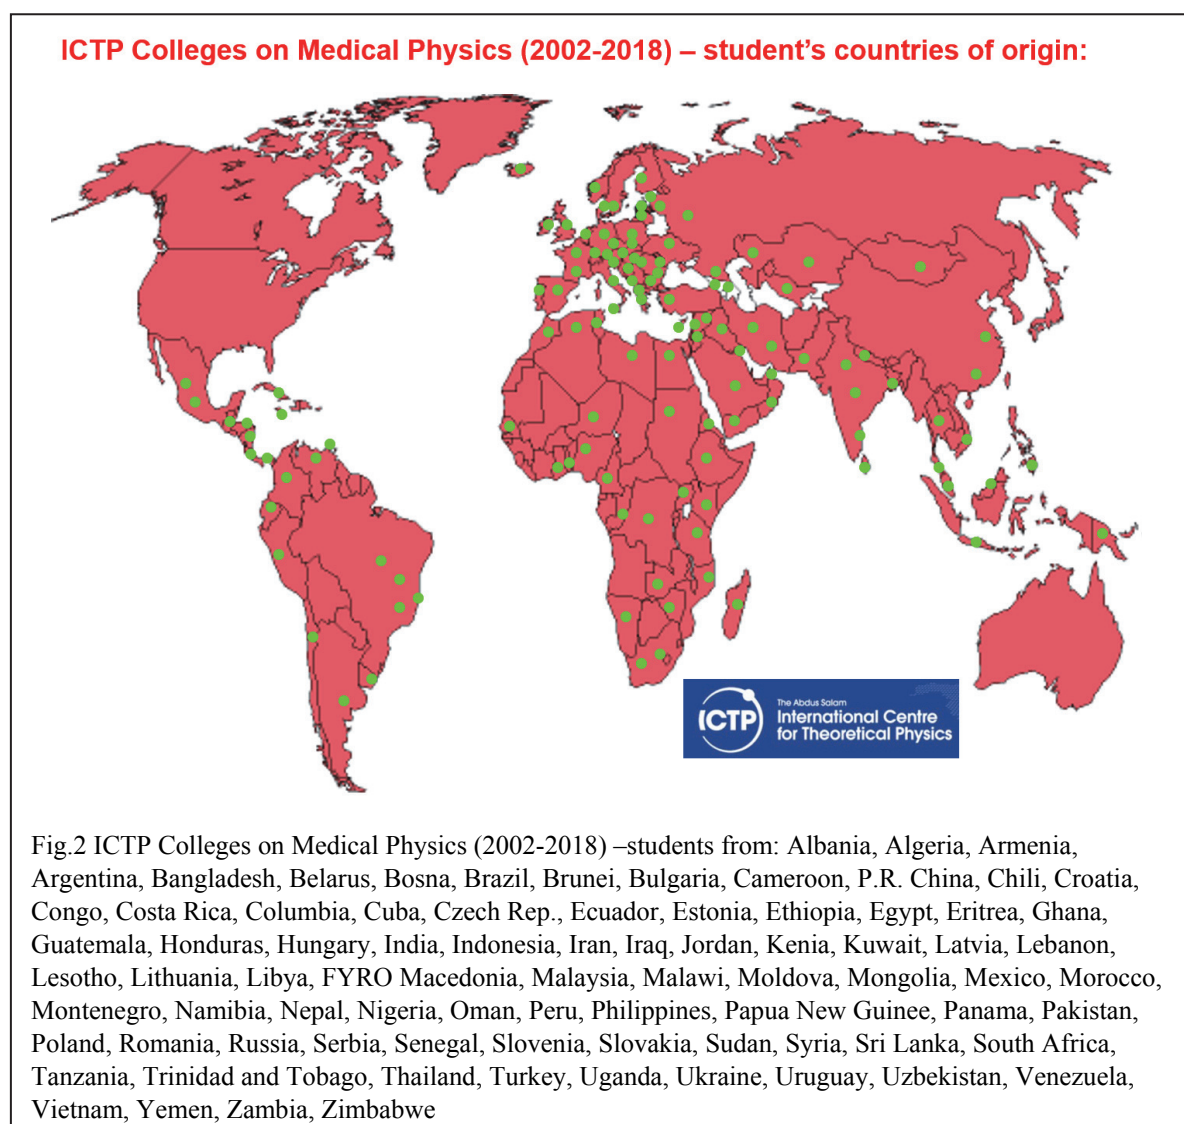 ICTP Colleges on Medical Physics (2002-2018) – student’s countries of origin:
ICTP
The Abdus Salam
International Centre
for Theoretical Physics
Fig.2 ICTP Colleges on Medical Physics (2002-2018) –students from: Albania, Algeria, Armenia,
Argentina, Bangladesh, Belarus, Bosna, Brazil, Brunei, Bulgaria, Cameroon, P.R. China, Chili, Croatia,
Congo, Costa Rica, Columbia, Cuba, Czech Rep., Ecuador, Estonia, Ethiopia, Egypt, Eritrea, Ghana,
Guatemala, Honduras, Hungary, India, Indonesia, Iran, Iraq, Jordan, Kenia, Kuwait, Latvia, Lebanon,
Lesotho, Lithuania, Libya, FYRO Macedonia, Malaysia, Malawi, Moldova, Mongolia, Mexico, Morocco,
Montenegro, Namibia, Nepal, Nigeria, Oman, Peru, Philippines, Papua New Guinea, Panama, Pakistan,
Poland, Romania, Russia, Serbia, Senegal, Slovenia, Slovakia, Sudan, Syria, Sri Lanka, South Africa,
Tanzania, Trinidad and Tobago, Thailand, Turkey, Uganda, Ukraine, Uruguay, Uzbekistan, Venezuela,
Vietnam, Yemen, Zambia, Zimbabwe